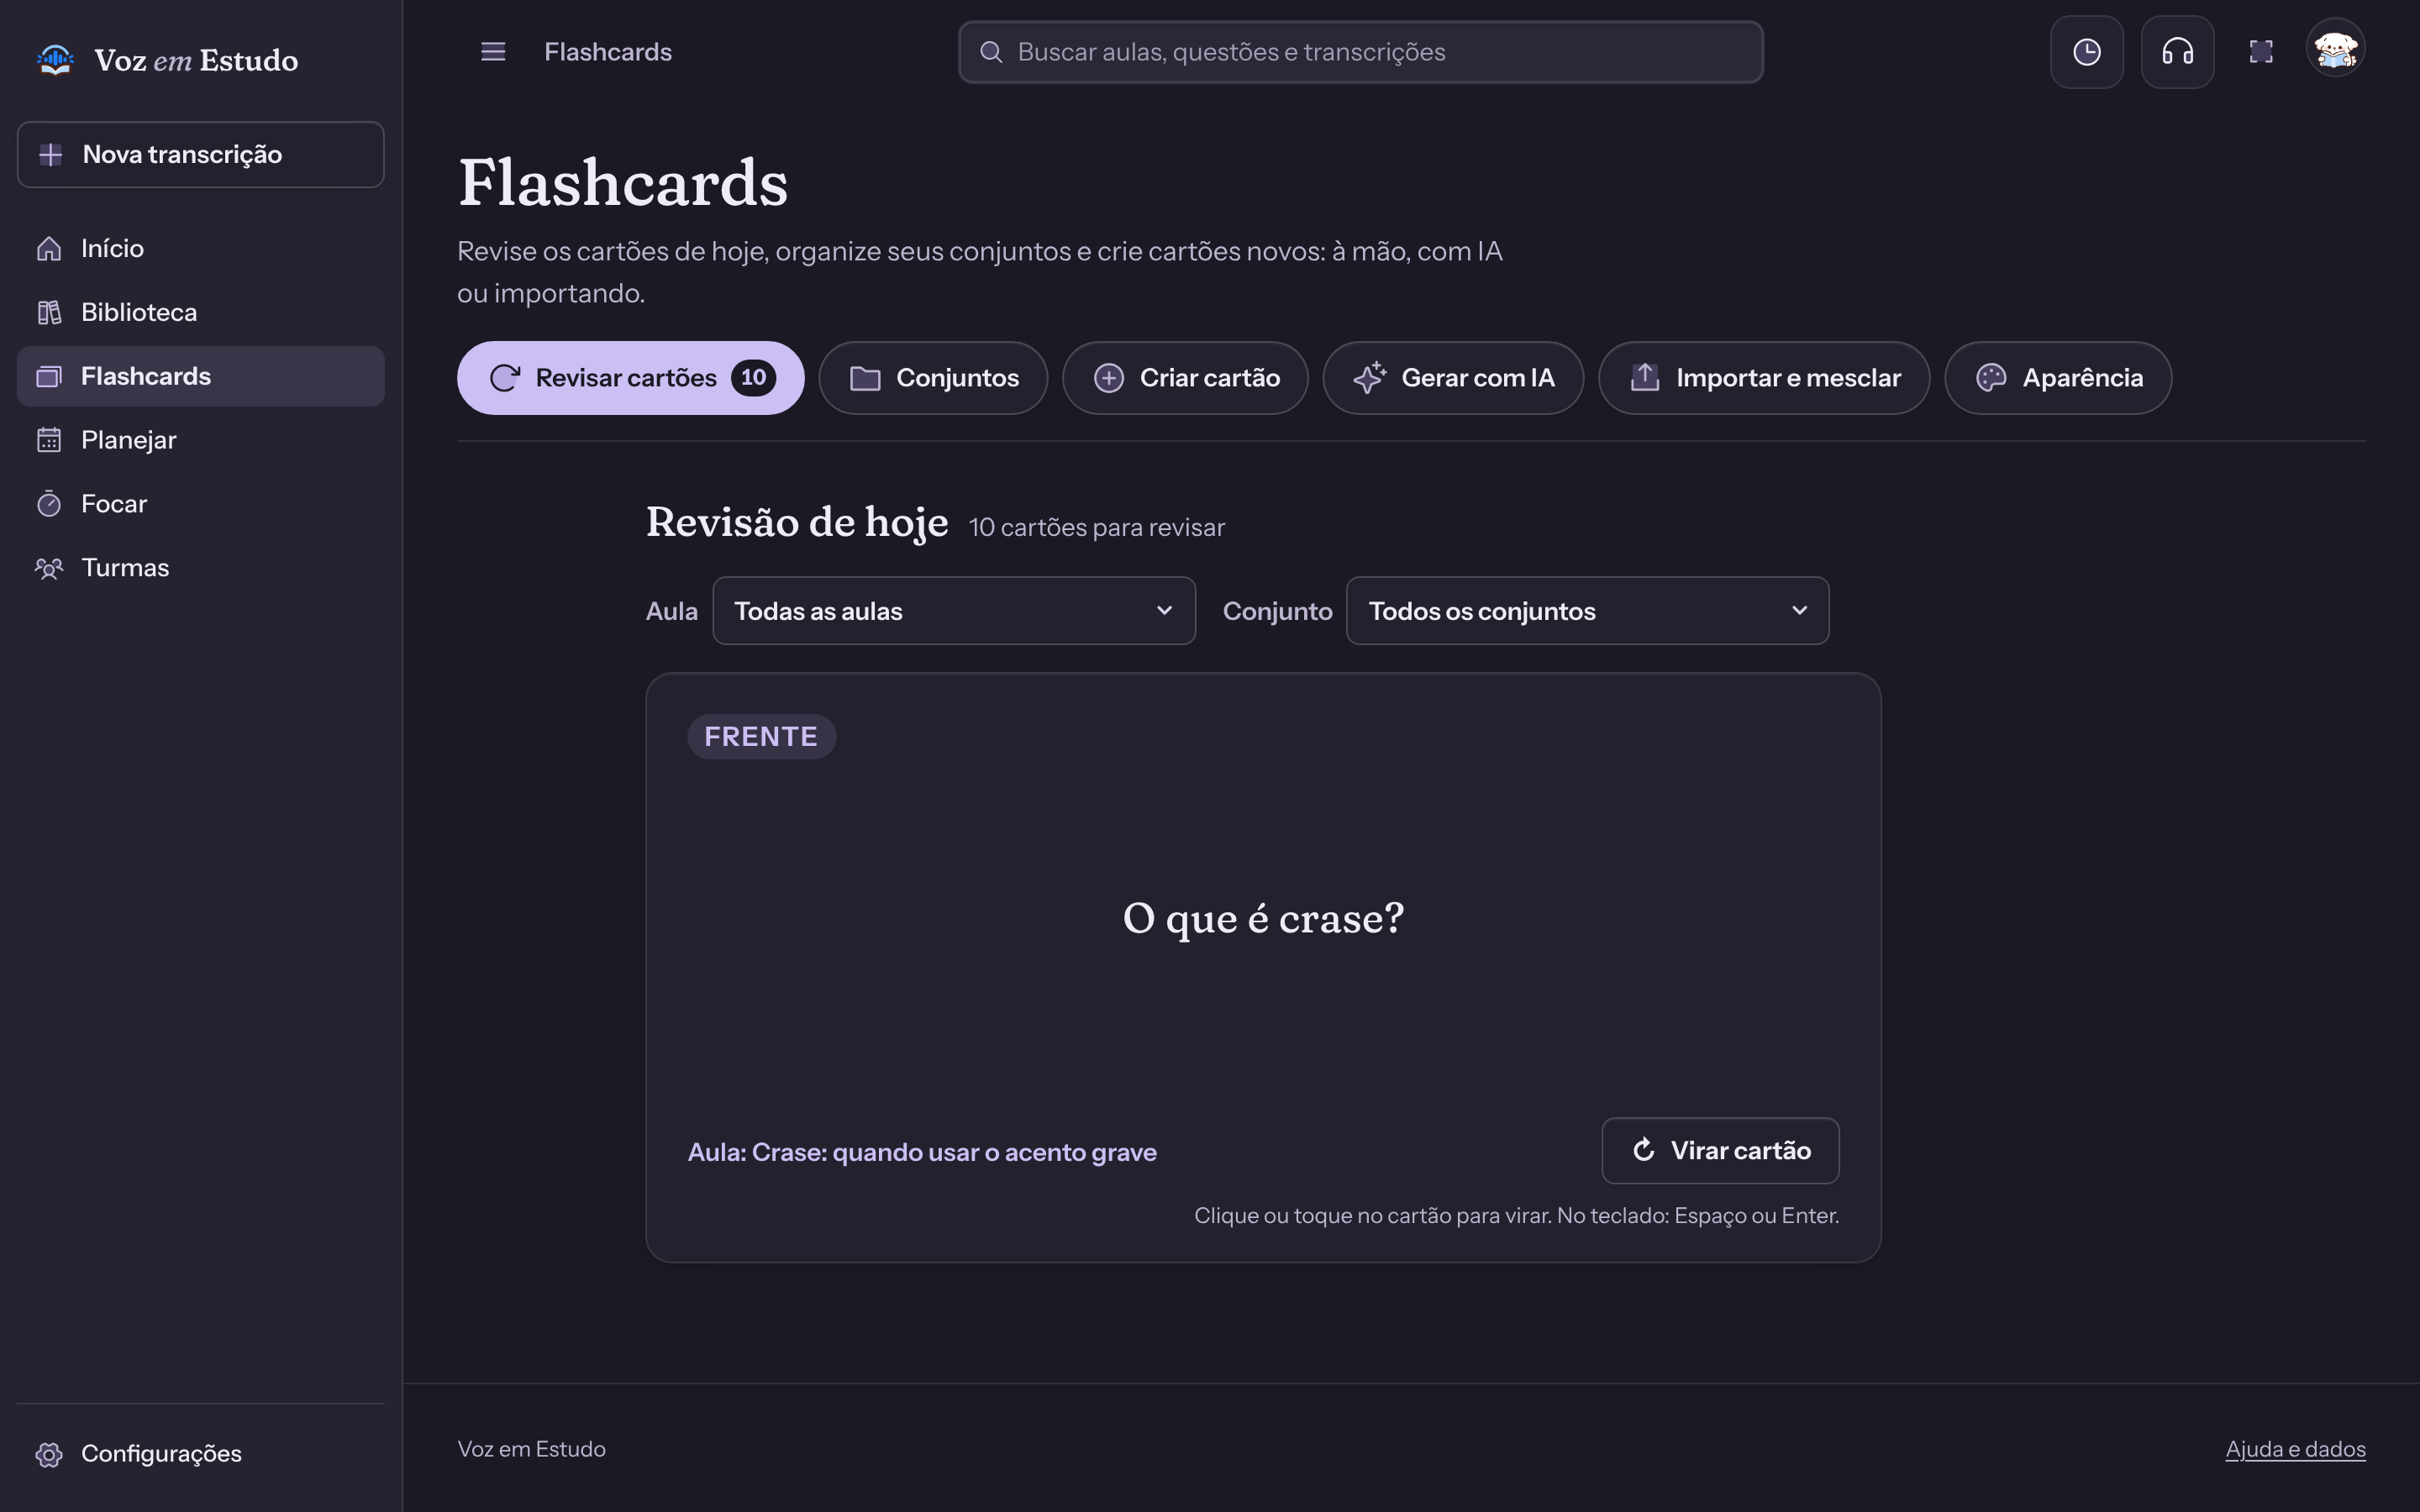 Voz em Estudo
Nova transcrição
Início
Biblioteca
Flashcards
Planejar
Focar
Turmas
Configurações
Flashcards
Buscar aulas, questões e transcrições
Flashcards
Revise os cartões de hoje, organize seus conjuntos e crie cartões novos: à mão, com IA
ou importando.
Revisar cartões 10
Conjuntos
Criar cartão
Gerar com IA
Importar e mesclar
Aparência
Revisão de hoje 10 cartões para revisar
Aula Todas as aulas Conjunto Todos os conjuntos
FRENTE
O que é crase?
Aula: Crase: quando usar o acento grave
Virar cartão
Clique ou toque no cartão para virar. No teclado: Espaço ou Enter.
Voz em Estudo
Ajuda e dados